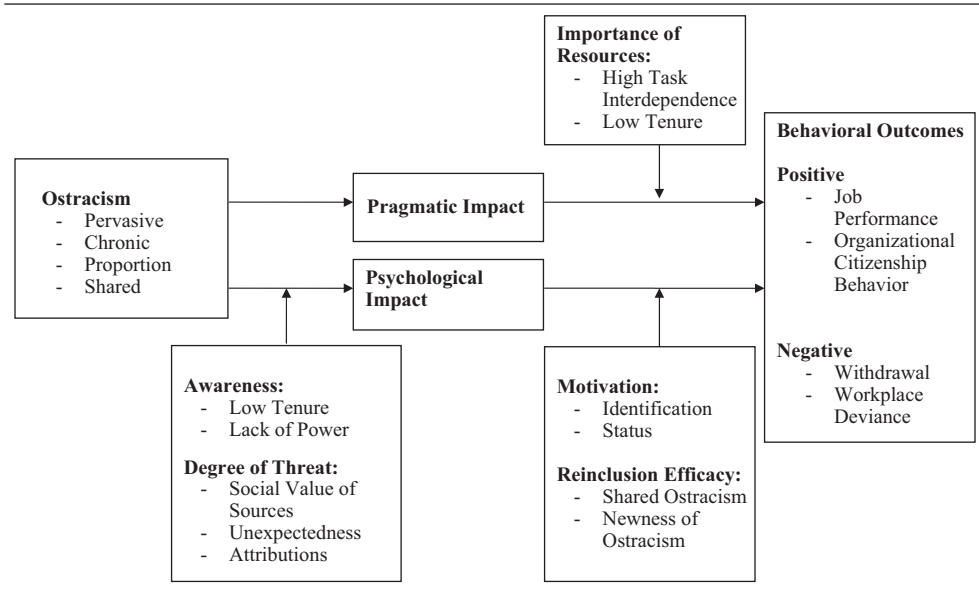 Importance of
Resources:
- High Task
Interdependence
- Low Tenure
Ostracism
- Pervasive
- Chronic
- Proportion
- Shared
Pragmatic Impact
Psychological
Impact
Behavioral Outcomes
Positive
- Job
Performance
- Organizational
Citizenship
Behavior
Negative
- Withdrawal
- Workplace
Deviance
Awareness:
- Low Tenure
- Lack of Power
Degree of Threat:
- Social Value of
Sources
- Unexpectedness
- Attributions
Motivation:
- Identification
- Status
Reinclusion Efficacy:
- Shared Ostracism
- Newness of
Ostracism